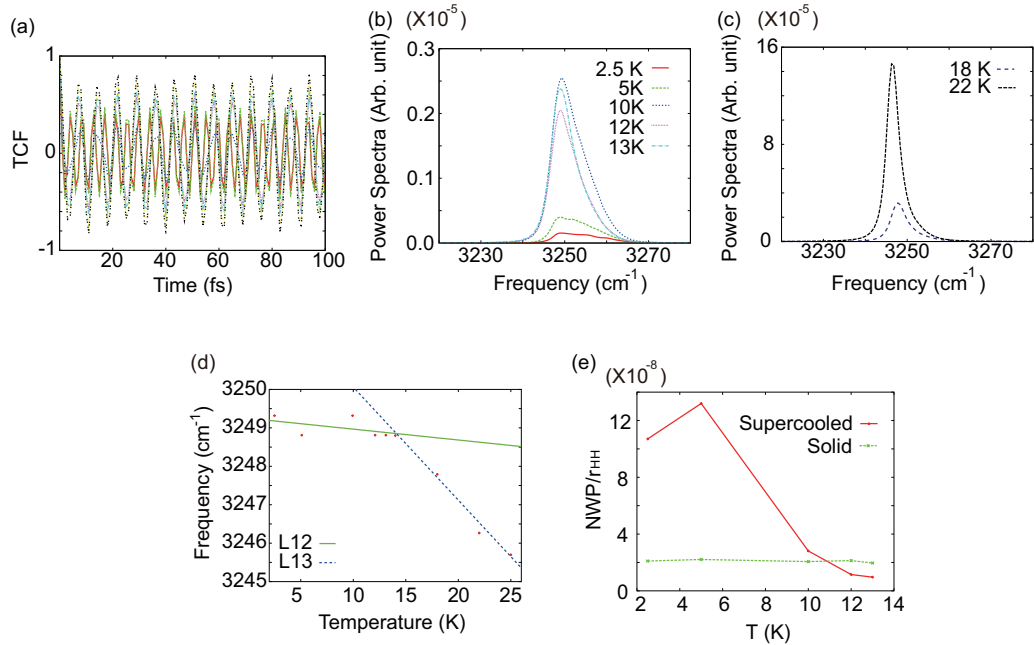 (a)
TCF
1
0
-1
20
40
60
80
100
Time (fs)
(b)
(X10-5)
Power Spectra (Arb. unit)
0.3
0.2
0.1
0.0
3230
3250
3270
Frequency (cm-1)
2.5 K
5K
10K
12K
13K
(c)
(X10-5)
Power Spectra (Arb. unit)
16
8
0
3230
3250
3270
Frequency (cm-1)
18 K
22 K
(d)
Frequency (cm-1)
3250
3249
3248
3246
3245
5
10
15
20
25
Temperature (K)
L12
L13
(e)
(X10-8)
NWP/rHH
12
8
4
0
2
4
6
8
10
12
14
T (K)
Supercooled
Solid